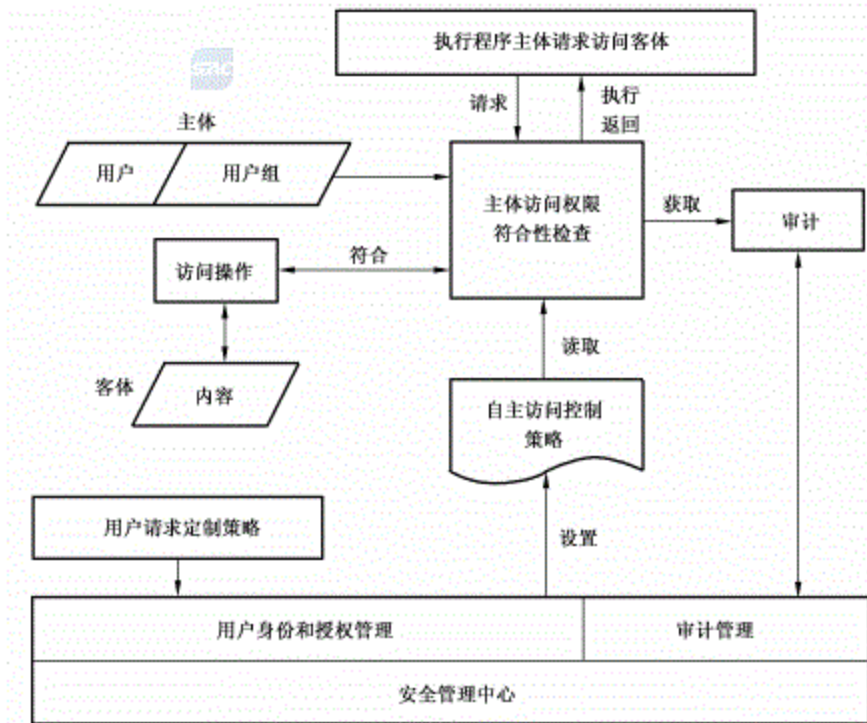 执行程序主体请求访问客体
请求
执行
返回
主体
用户
用户组
主体访问权限
符合性检查
获取
审计
访问操作
符合
读取
客体
内容
自主访问控制
策略
用户请求定制策略
设置
用户身份和授权管理
审计管理
安全管理中心